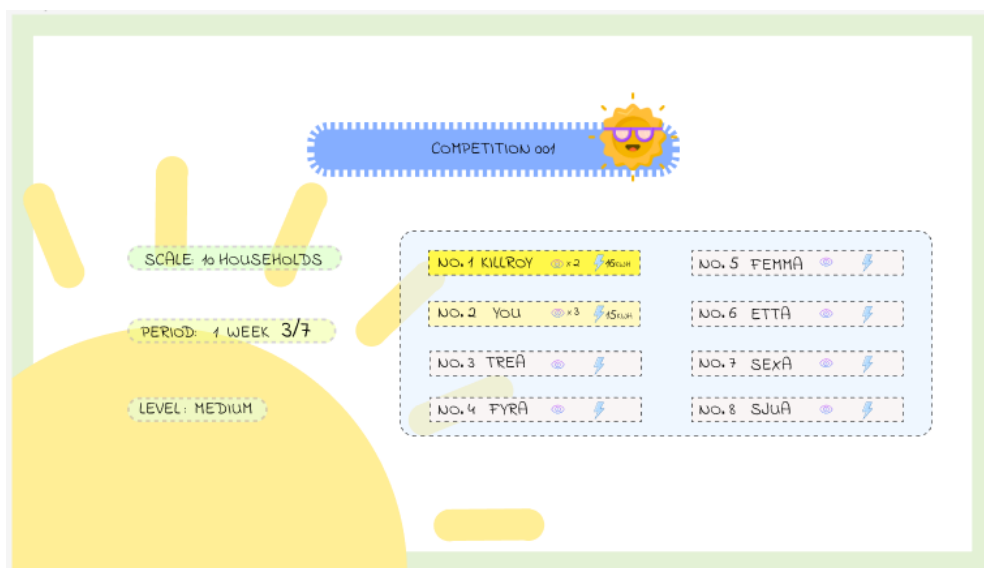 COMPETITION 001
SCALE: 10 HOUSEHOLDS
PERIOD: 1 WEEK 3/7
LEVEL: MEDIUM
NO.1 KILLROY x2 16KWH
NO.2 YOU x3 15KWH
NO.3 TREA
NO.4 FYRA
NO.5 FEMMA
NO.6 ETTA
NO.7 SEXA
NO.8 SJUA